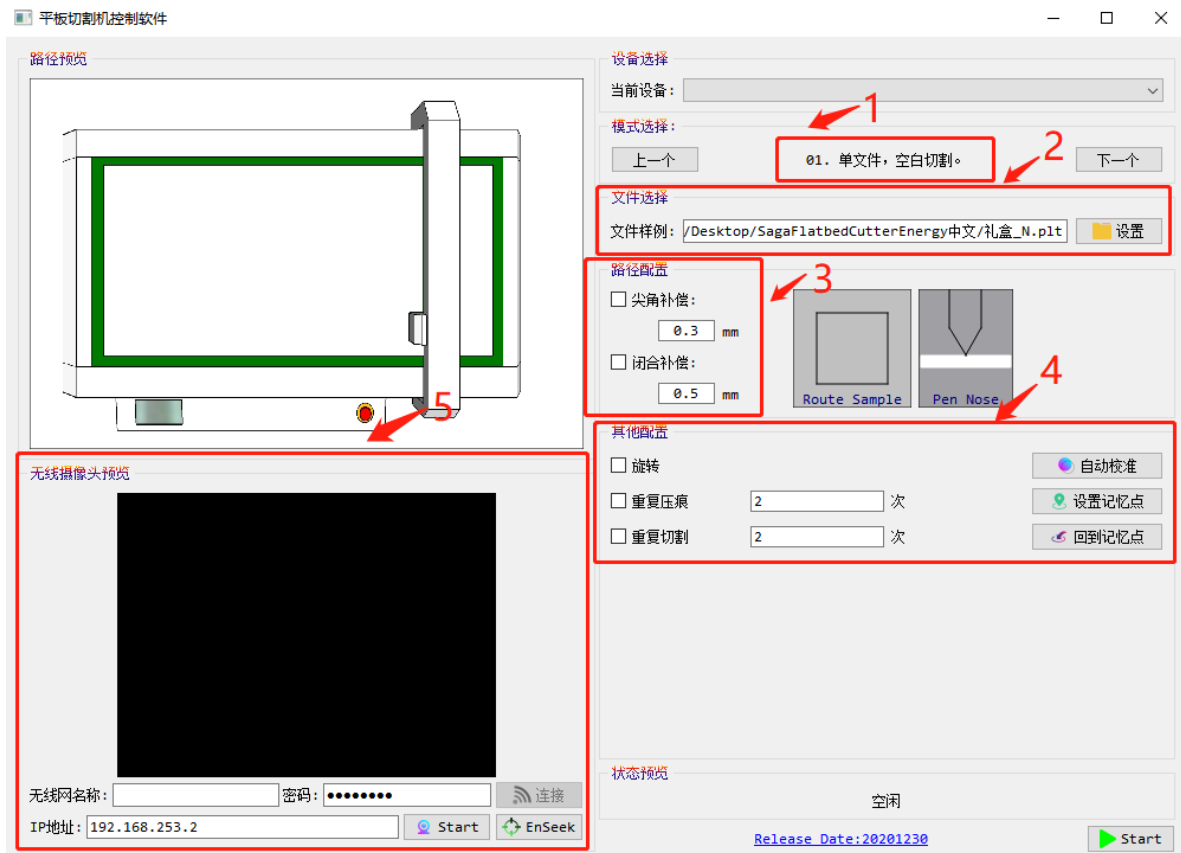 平板切割机控制软件
路径预览
设备选择
当前设备:
模式选择:
1
上一个
01. 单文件，空白切割。
下一个
2
文件选择
文件样例: /Desktop/SagaFlatbedCutterEnergy中文/礼盒_N.plt 设置
路径配置
3
尖角补偿:
0.3 mm
闭合补偿:
0.5 mm
Route Sample
Pen Nose
4
其他配置
旋转
自动校准
重复压痕 2 次
设置记忆点
重复切割 2 次
回到记忆点
5
无线摄像头预览
无线网名称: 密码: ●●●●●●●● 连接
IP地址: 192.168.253.2 Start EnSeek
状态预览
空闲
Release Date:20201230
Start